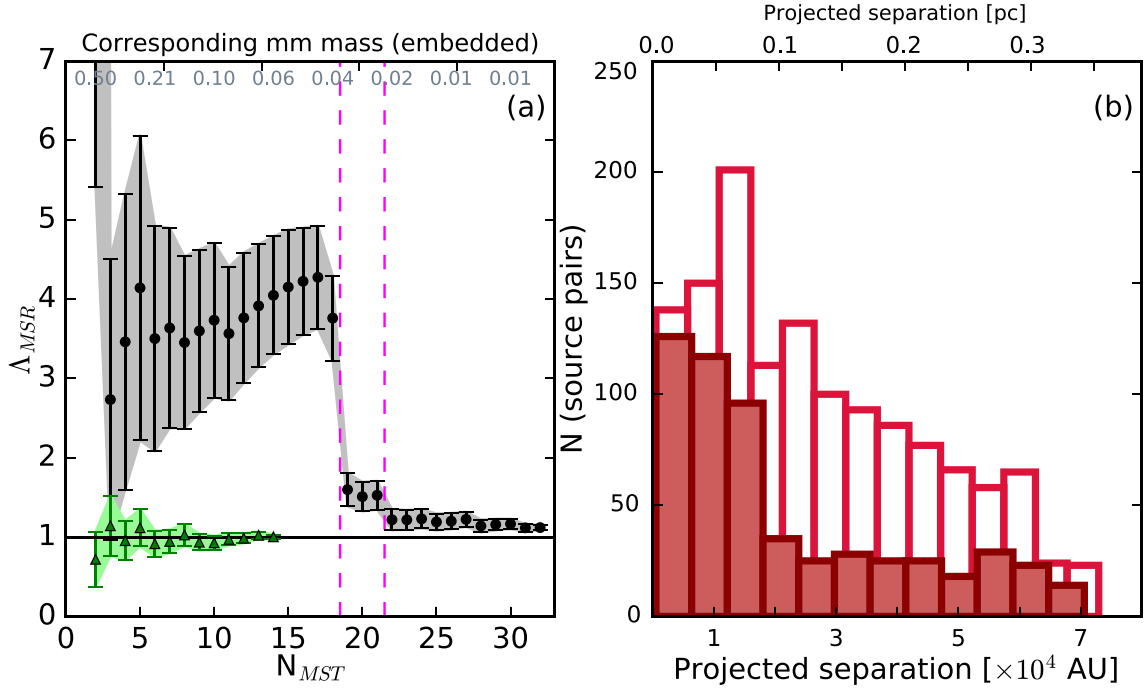 Corresponding mm mass (embedded)
0.50 0.21 0.10 0.06 0.04 0.02 0.01 0.01
(a)
7
6
5
4
3
2
1
0
Λ_MSR
0 5 10 15 20 25 30
N_MST
Projected separation [pc]
0.0 0.1 0.2 0.3
(b)
250
200
150
100
50
0
N (source pairs)
1 3 5 7
Projected separation [×10⁴ AU]